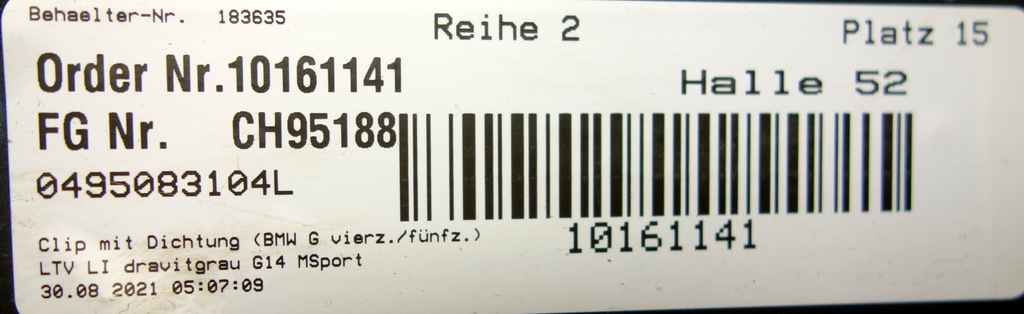 Behaelter-Nr. 183635
Reihe 2
Platz 15
Order Nr.10161141
Halle 52
FG Nr. CH95188
0495083104L
10161141
Clip mit Dichtung (BMW G vierz./fünfz.)
LTV LI dravitgrau G14 MSport
30.08 2021 05:07:09